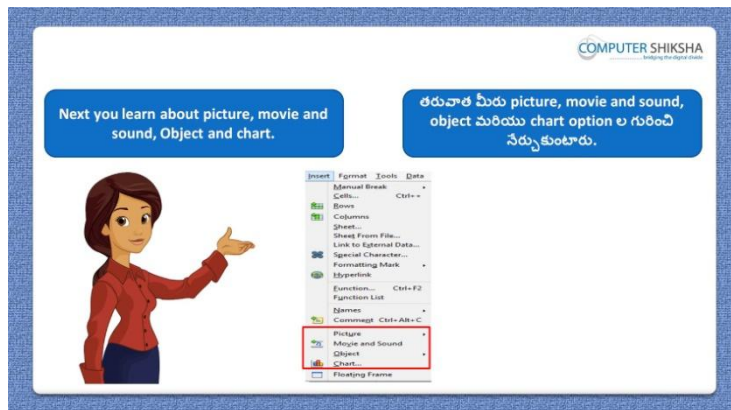 COMPUTER SHIKSHA
bridging the digital divide
Next you learn about picture, movie and
sound, Object and chart.
తరువాత మీరు picture, movie and sound,
object మరియు chart option ల గురించి
నేర్చుకుంటారు.
Insert Format Tools Data
Manual Break
Cells... Ctrl++
Rows
Columns
Sheet...
Sheet From File...
Link to External Data...
Special Character...
Formatting Mark
Hyperlink
Function... Ctrl+F2
Function List
Names
Comment Ctrl+Alt+C
Picture
Movie and Sound
Object
Chart...
Floating Frame